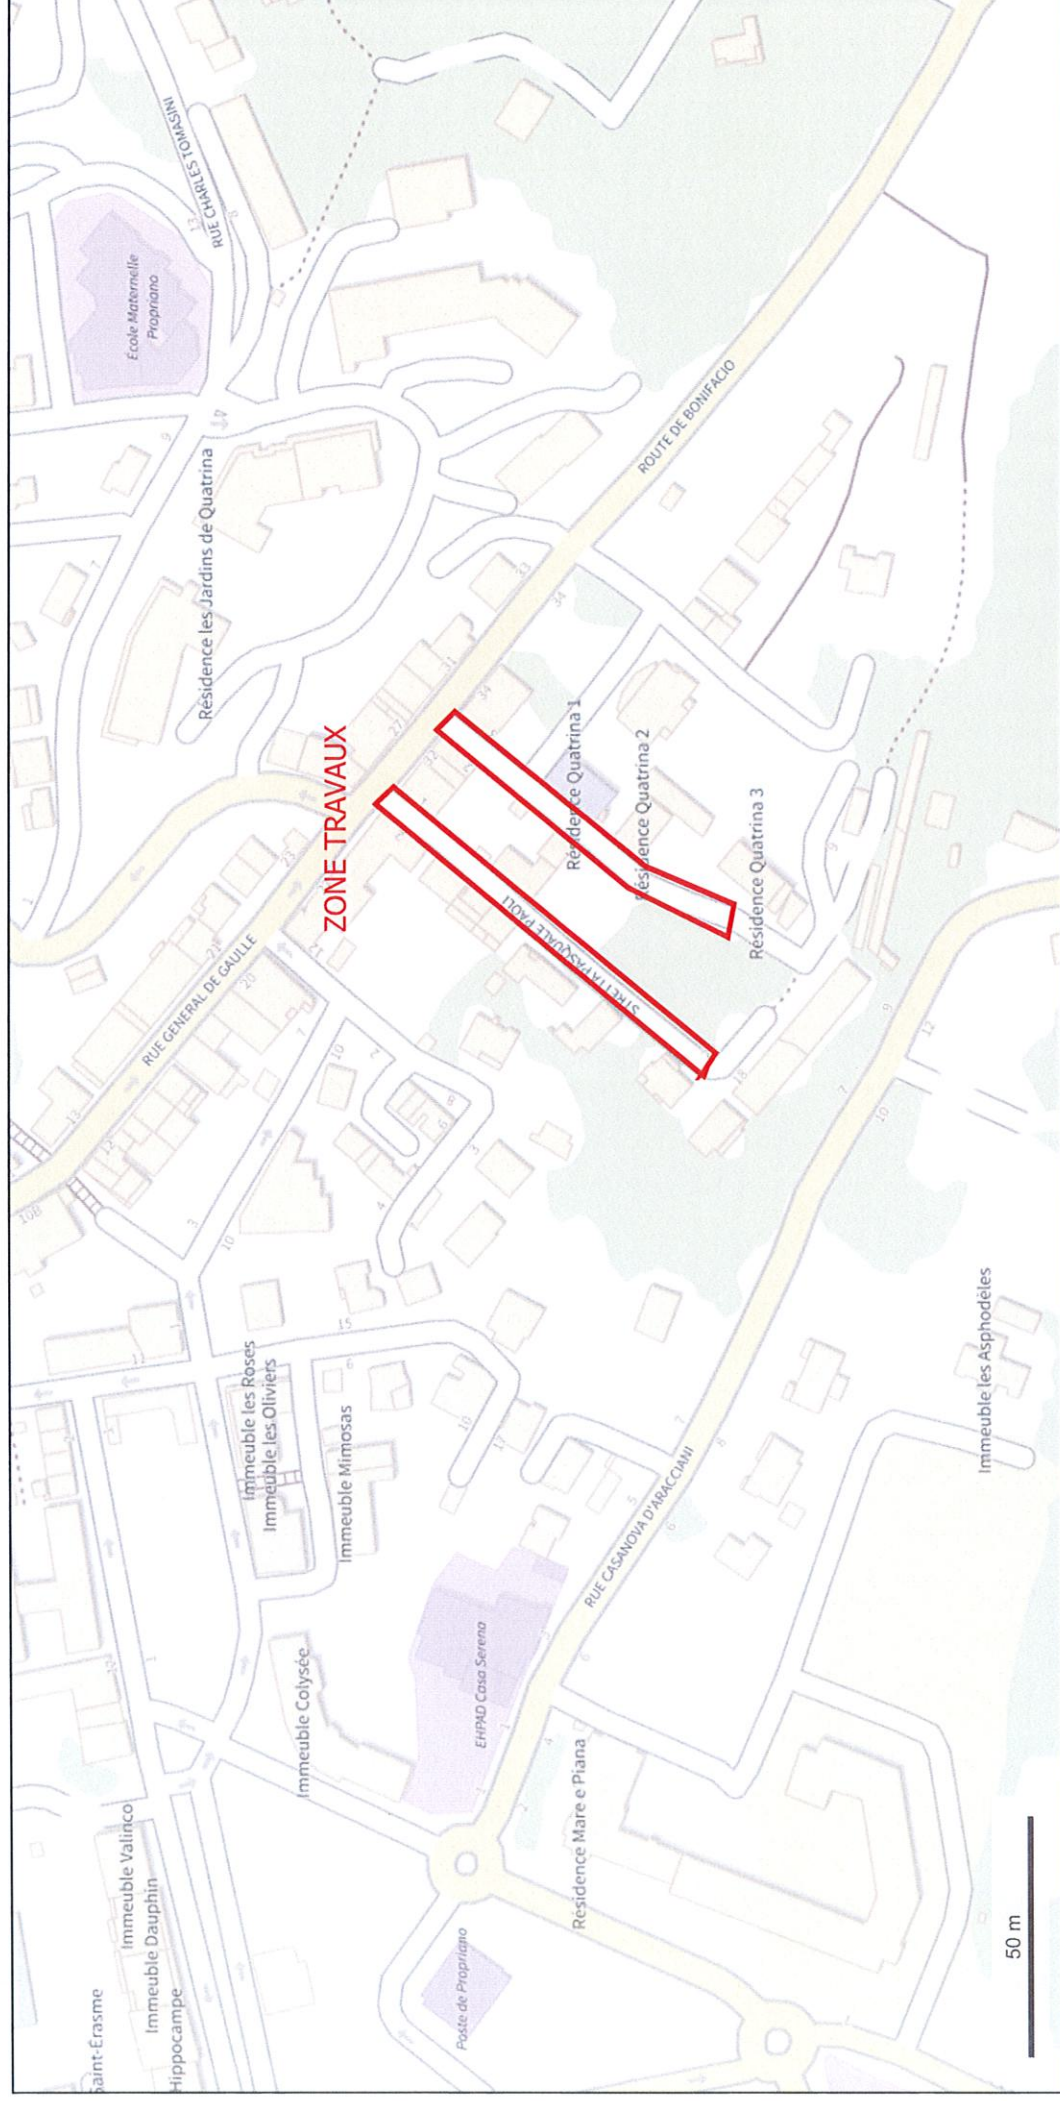 Saint-Érasme
Immeuble Valinco
Immeuble Dauphin
Hippocampe
Poste de Propriano
Immeuble Colysée
EHPAD Casa Serena
Résidence Mare e Piana
50 m
Immeuble les Roses
Immeuble les Oliviers
Immeuble Mimosas
RUE CASANOVA D'ARACCIANI
Immeuble les Asphodèles
RUE GENERAL DE GAULLE
ZONE TRAVAUX
STRETTA PASQUALE PAOLI
Résidence Quatrina 1
Résidence Quatrina 2
Résidence Quatrina 3
Résidence les Jardins de Quatrina
ROUTE DE BONIFACIO
École Maternelle
Propriano
RUE CHARLES TOMASINI